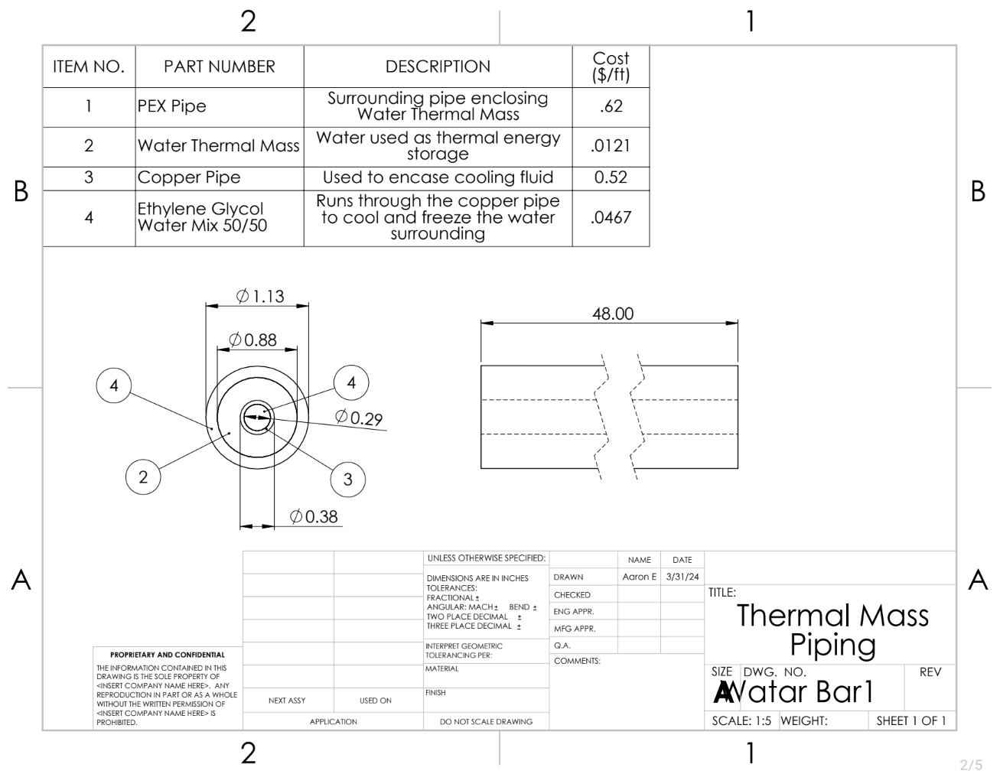 2
1
ITEM NO.
PART NUMBER
DESCRIPTION
Cost
($/ft)
1
PEX Pipe
Surrounding pipe enclosing
Water Thermal Mass
.62
2
Water Thermal Mass
Water used as thermal energy
storage
.0121
3
Copper Pipe
Used to encase cooling fluid
0.52
4
Ethylene Glycol
Water Mix 50/50
Runs through the copper pipe
to cool and freeze the water
surrounding
.0467
B
B
∅1.13
∅0.88
4
4
∅0.29
2
3
∅0.38
48.00
A
A
PROPRIETARY AND CONFIDENTIAL
THE INFORMATION CONTAINED IN THIS
DRAWING IS THE SOLE PROPERTY OF
<INSERT COMPANY NAME HERE>. ANY
REPRODUCTION IN PART OR AS A WHOLE
WITHOUT THE WRITTEN PERMISSION OF
<INSERT COMPANY NAME HERE> IS
PROHIBITED.
NEXT ASSY
USED ON
APPLICATION
UNLESS OTHERWISE SPECIFIED:
DIMENSIONS ARE IN INCHES
TOLERANCES:
FRACTIONAL ±
ANGULAR: MACH ± BEND ±
TWO PLACE DECIMAL ±
THREE PLACE DECIMAL ±
INTERPRET GEOMETRIC
TOLERANCING PER:
MATERIAL
FINISH
DO NOT SCALE DRAWING
NAME
DATE
DRAWN
Aaron E
3/31/24
CHECKED
ENG APPR.
MFG APPR.
Q.A.
COMMENTS:
TITLE:
Thermal Mass
Piping
SIZE
DWG. NO.
REV
A
Watar Bar1
SCALE: 1:5
WEIGHT:
SHEET 1 OF 1
2
1
2/5